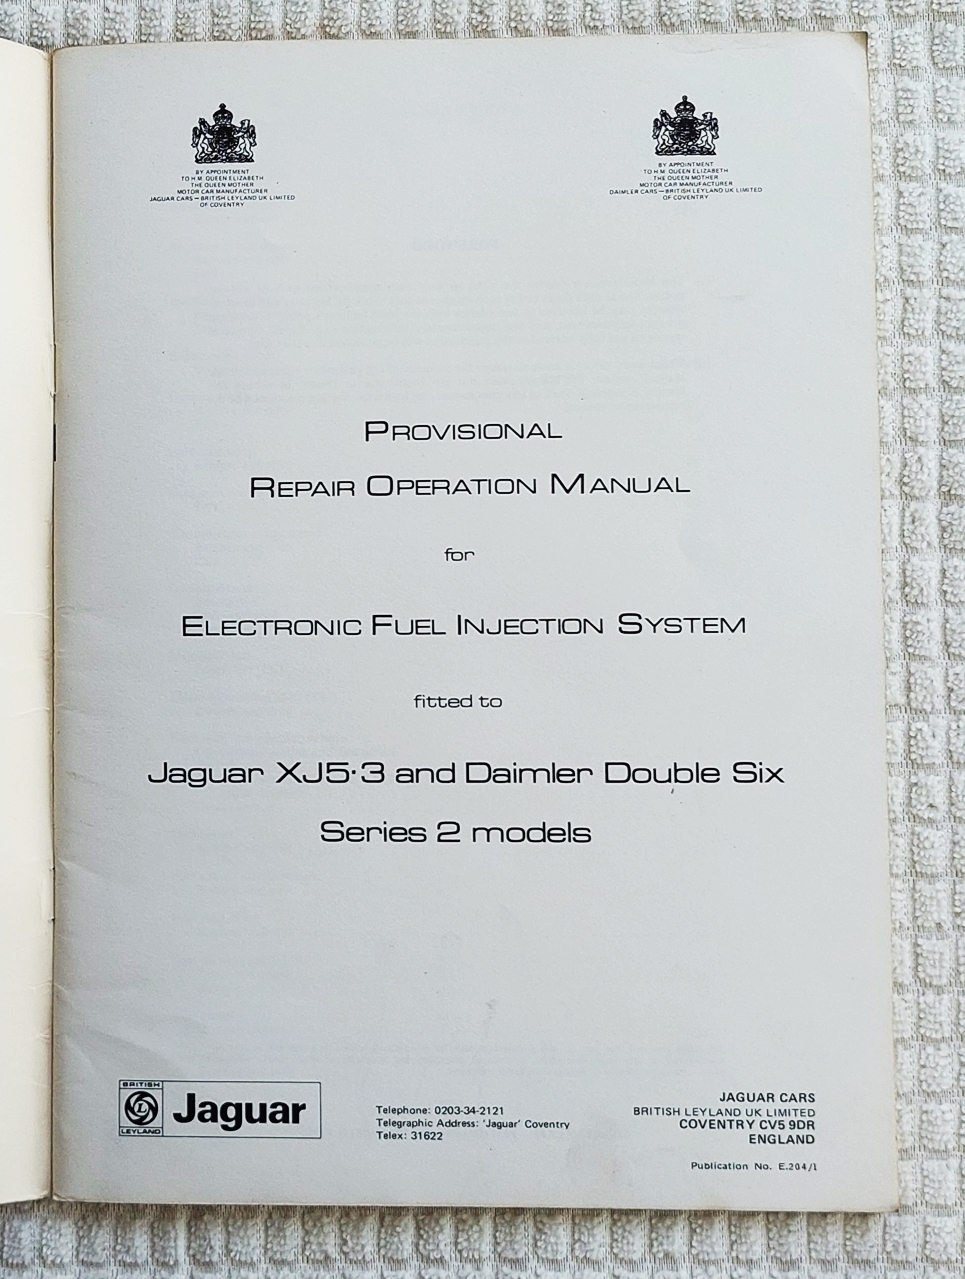 BY APPOINTMENT
TO H.M. QUEEN ELIZABETH
THE QUEEN MOTHER
MOTOR CAR MANUFACTURER
JAGUAR CARS—BRITISH LEYLAND UK LIMITED
OF COVENTRY
BY APPOINTMENT
TO H.M. QUEEN ELIZABETH
THE QUEEN MOTHER
MOTOR CAR MANUFACTURER
DAIMLER CARS—BRITISH LEYLAND UK LIMITED
OF COVENTRY
PROVISIONAL
REPAIR OPERATION MANUAL
for
ELECTRONIC FUEL INJECTION SYSTEM
fitted to
Jaguar XJ5·3 and Daimler Double Six
Series 2 models
BRITISH
L
LEYLAND
Jaguar
Telephone: 0203-34-2121
Telegraphic Address: 'Jaguar' Coventry
Telex: 31622
JAGUAR CARS
BRITISH LEYLAND UK LIMITED
COVENTRY CV5 9DR
ENGLAND
Publication No. E.204/1